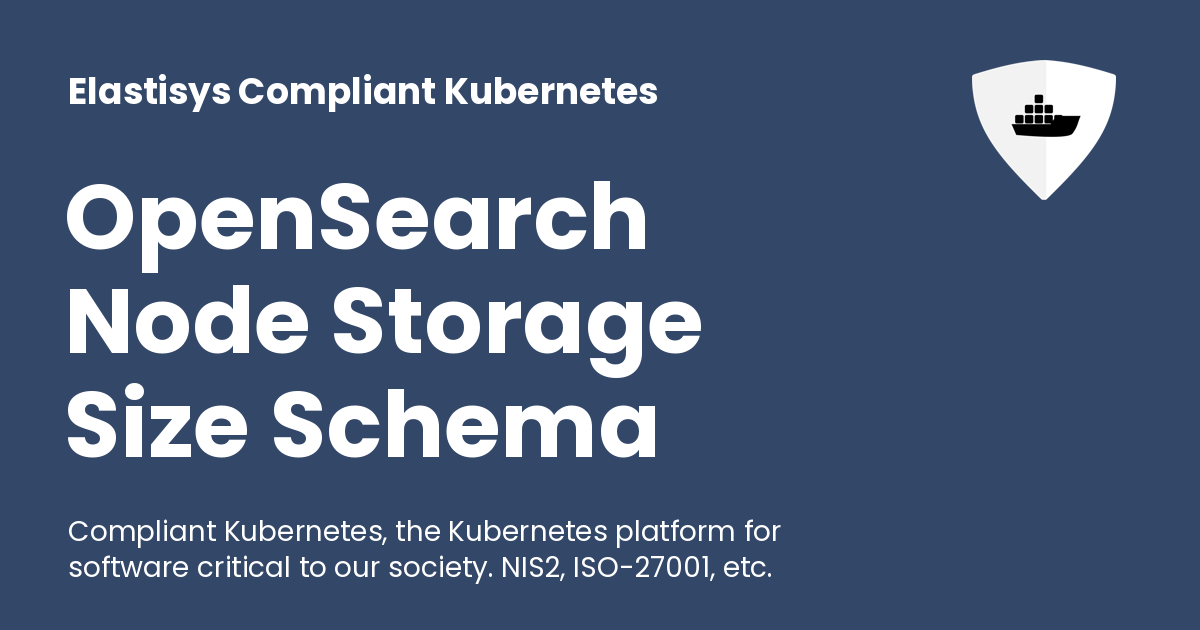 Elastisys Compliant Kubernetes
OpenSearch
Node Storage
Size Schema
Compliant Kubernetes, the Kubernetes platform for
software critical to our society. NIS2, ISO-27001, etc.